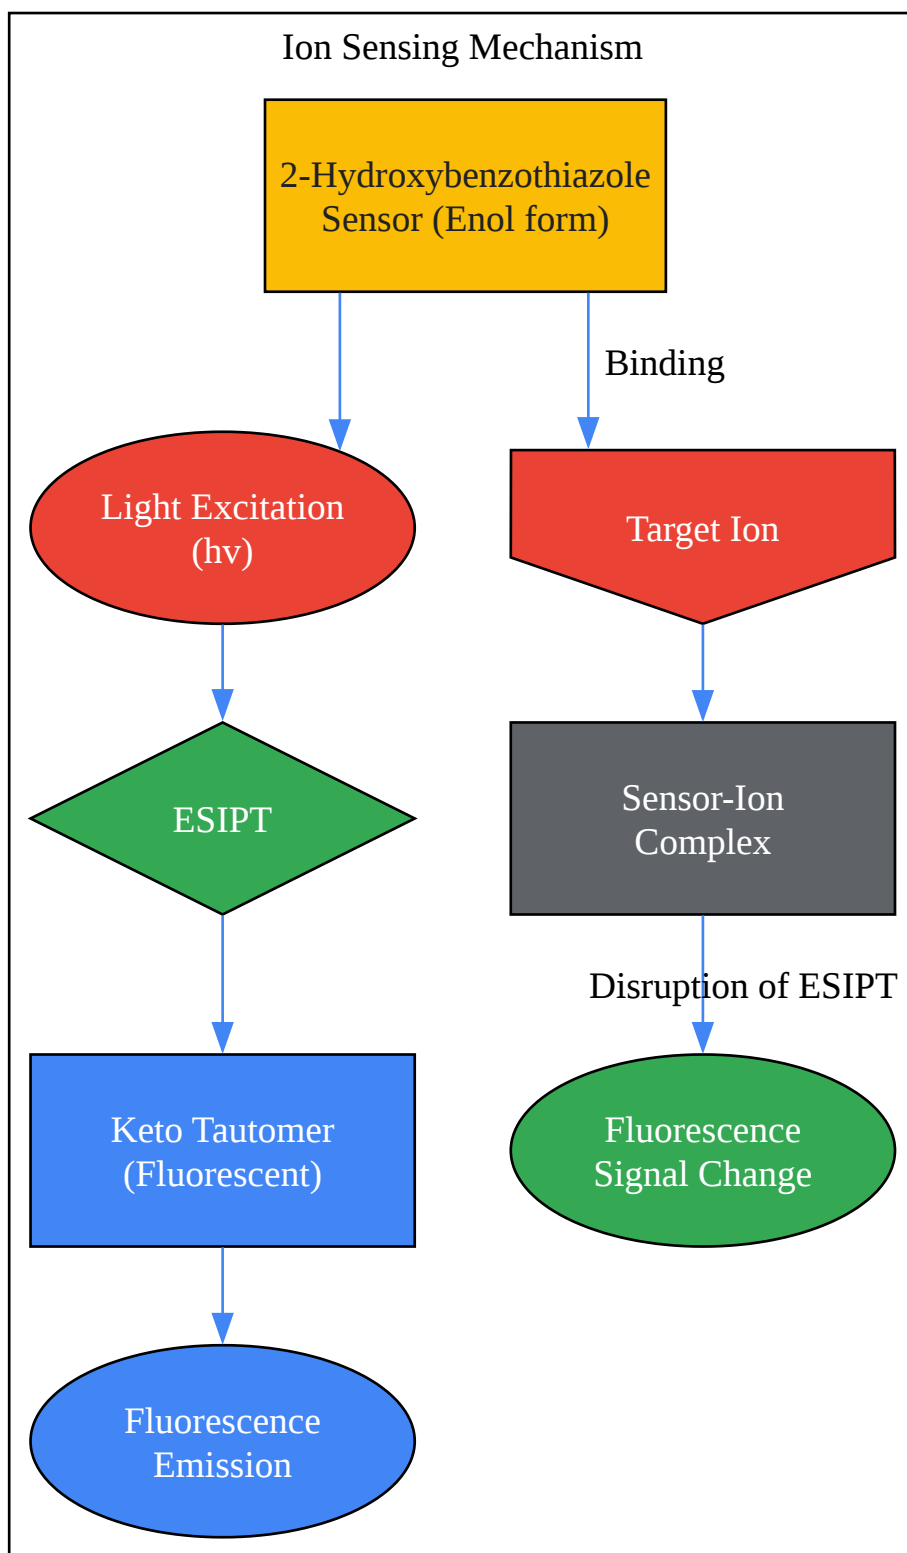 Ion Sensing Mechanism
2-Hydroxybenzothiazole
Sensor (Enol form)
Binding
Light Excitation
(hv)
Target Ion
ESIPT
Sensor-Ion
Complex
Disruption of ESIPT
Keto Tautomer
(Fluorescent)
Fluorescence
Signal Change
Fluorescence
Emission